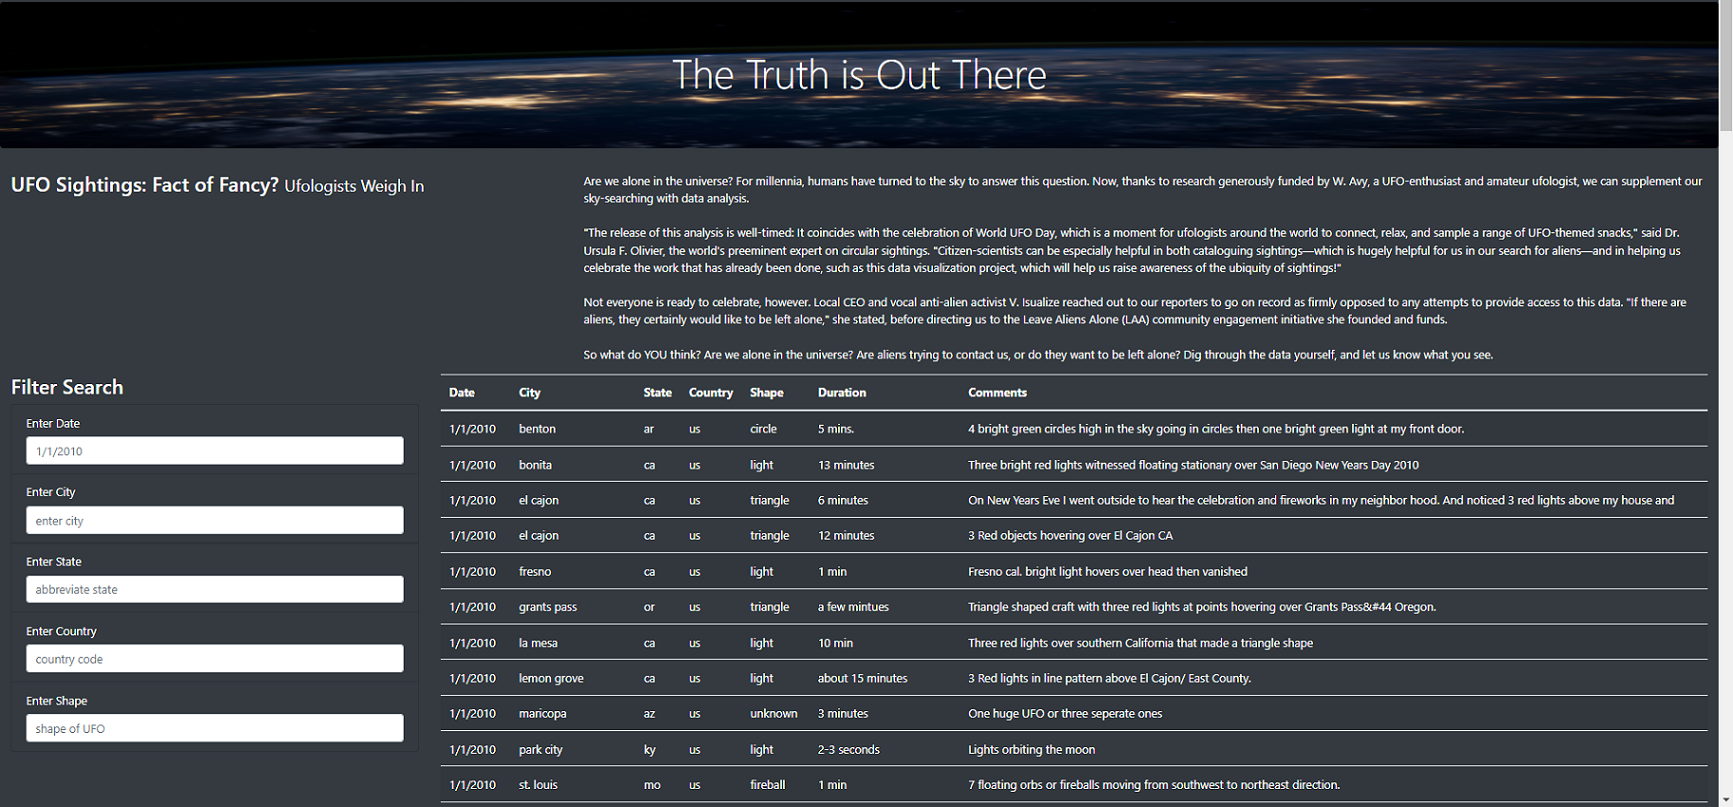 The Truth is Out There
UFO Sightings: Fact of Fancy? Ufologists Weigh In
Are we alone in the universe? For millennia, humans have turned to the sky to answer this question. Now, thanks to research generously funded by W. Avy, a UFO-enthusiast and amateur ufologist, we can supplement our
sky-searching with data analysis.
"The release of this analysis is well-timed: It coincides with the celebration of World UFO Day, which is a moment for ufologists around the world to connect, relax, and sample a range of UFO-themed snacks," said Dr.
Ursula F. Olivier, the world's preeminent expert on circular sightings. "Citizen-scientists can be especially helpful in both cataloguing sightings—which is hugely helpful for us in our search for aliens—and in helping us
celebrate the work that has already been done, such as this data visualization project, which will help us raise awareness of the ubiquity of sightings!"
Not everyone is ready to celebrate, however. Local CEO and vocal anti-alien activist V. Isualize reached out to our reporters to go on record as firmly opposed to any attempts to provide access to this data. "If there are
aliens, they certainly would like to be left alone," she stated, before directing us to the Leave Aliens Alone (LAA) community engagement initiative she founded and funds.
So what do YOU think? Are we alone in the universe? Are aliens trying to contact us, or do they want to be left alone? Dig through the data yourself, and let us know what you see.
Filter Search
Enter Date
1/1/2010
Enter City
enter city
Enter State
abbreviate state
Enter Country
country code
Enter Shape
shape of UFO
Date City State Country Shape Duration Comments
1/1/2010 benton ar us circle 5 mins. 4 bright green circles high in the sky going in circles then one bright green light at my front door.
1/1/2010 bonita ca us light 13 minutes Three bright red lights witnessed floating stationary over San Diego New Years Day 2010
1/1/2010 el cajon ca us triangle 6 minutes On New Years Eve I went outside to hear the celebration and fireworks in my neighbor hood. And noticed 3 red lights above my house and
1/1/2010 el cajon ca us triangle 12 minutes 3 Red objects hovering over El Cajon CA
1/1/2010 fresno ca us light 1 min Fresno cal. bright light hovers over head then vanished
1/1/2010 grants pass or us triangle a few mintues Triangle shaped craft with three red lights at points hovering over Grants Pass&#44 Oregon.
1/1/2010 la mesa ca us light 10 min Three red lights over southern California that made a triangle shape
1/1/2010 lemon grove ca us light about 15 minutes 3 Red lights in line pattern above El Cajon/ East County.
1/1/2010 maricopa az us unknown 3 minutes One huge UFO or three seperate ones
1/1/2010 park city ky us light 2-3 seconds Lights orbiting the moon
1/1/2010 st. louis mo us fireball 1 min 7 floating orbs or fireballs moving from southwest to northeast direction.